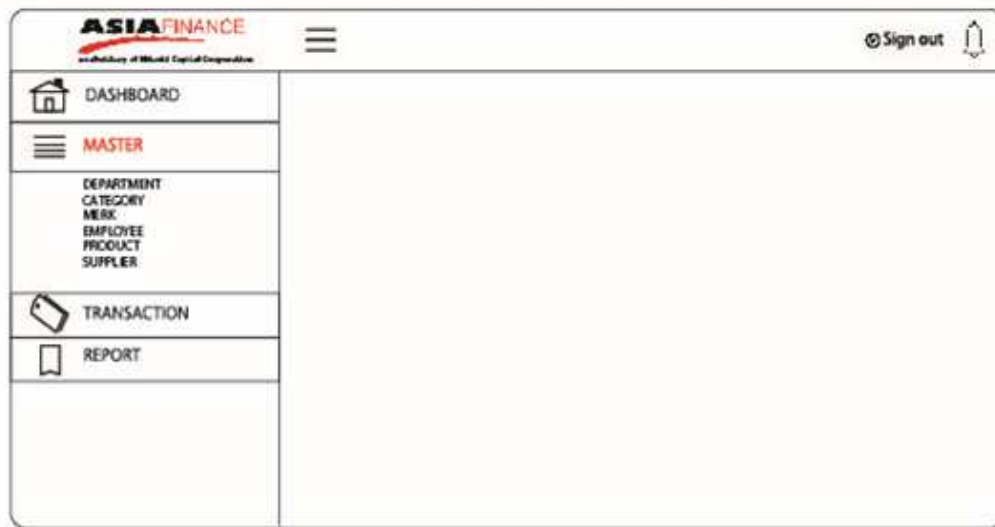 ASIAFINANCE
Sign out
DASHBOARD
MASTER
DEPARTMENT
CATEGORY
MERK
EMPLOYEE
PRODUCT
SUPPLIER
TRANSACTION
REPORT